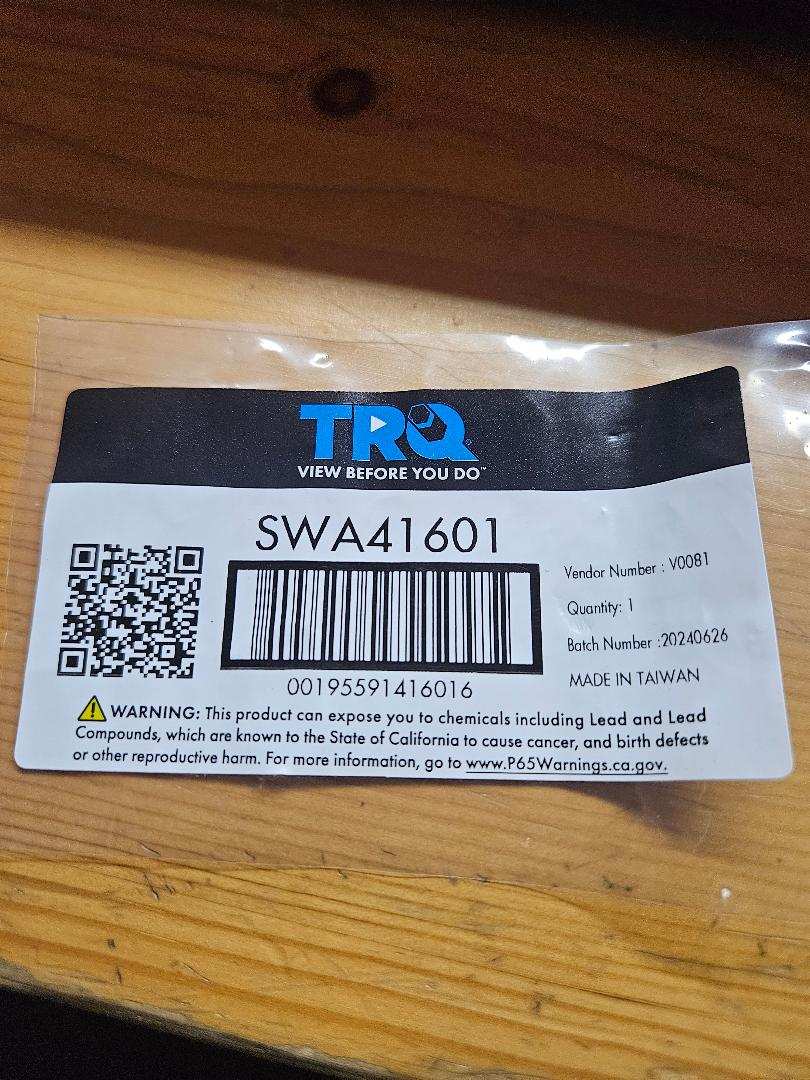 TRQ
VIEW BEFORE YOU DO™
SWA41601
00195591416016
Vendor Number : V0081
Quantity: 1
Batch Number :20240626
MADE IN TAIWAN
WARNING: This product can expose you to chemicals including Lead and Lead
Compounds, which are known to the State of California to cause cancer, and birth defects
or other reproductive harm. For more information, go to www.P65Warnings.ca.gov.